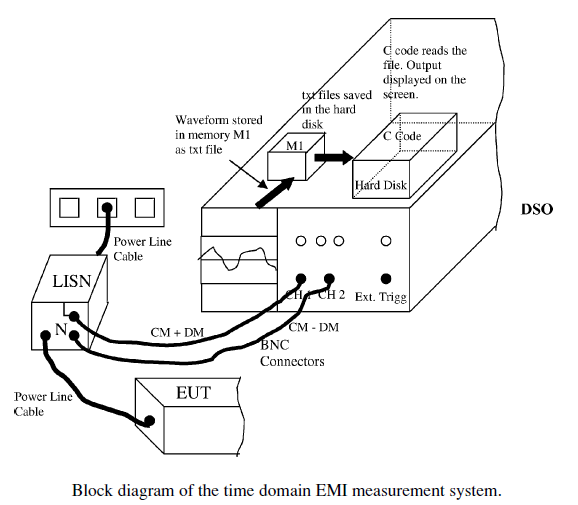 C code reads the
file. Output
displayed on the
screen.
txt files saved
in the hard
disk
Waveform stored
in memory M1
as txt file
M1
C Code
Hard Disk
DSO
Power Line
Cable
LISN
N
CH 1
CH 2
Ext. Trigg
CM + DM
CM - DM
BNC
Connectors
EUT
Power Line
Cable
Block diagram of the time domain EMI measurement system.